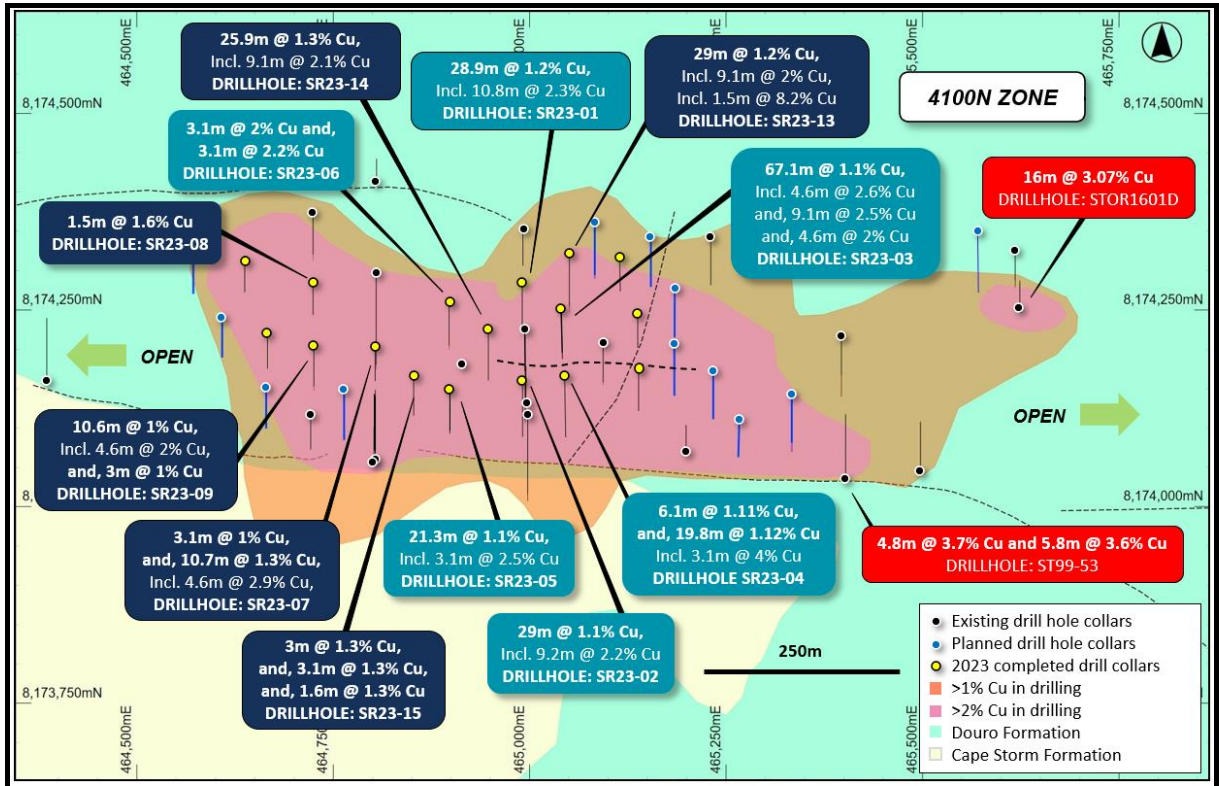 464,500mE
465,750mE
25.9m @ 1.3% Cu,
Incl. 9.1m @ 2.1% Cu
DRILLHOLE: SR23-14
28.9m @ 1.2% Cu,
Incl. 10.8m @ 2.3% Cu
DRILLHOLE: SR23-01
29m @ 1.2% Cu,
Incl. 9.1m @ 2% Cu,
Incl. 1.5m @ 8.2% Cu
DRILLHOLE: SR23-13
4100N ZONE
8,174,500mN
8,174,500mN
3.1m @ 2% Cu and,
3.1m @ 2.2% Cu
DRILLHOLE: SR23-06
67.1m @ 1.1% Cu,
Incl. 4.6m @ 2.6% Cu
and, 9.1m @ 2.5% Cu
and, 4.6m @ 2% Cu
DRILLHOLE: SR23-03
16m @ 3.07% Cu
DRILLHOLE: STOR1601D
1.5m @ 1.6% Cu
DRILLHOLE: SR23-08
8,174,250mN
8,174,250mN
OPEN
OPEN
10.6m @ 1% Cu,
Incl. 4.6m @ 2% Cu,
and, 3m @ 1% Cu
DRILLHOLE: SR23-09
8,174,000mN
3.1m @ 1% Cu,
and, 10.7m @ 1.3% Cu,
Incl. 4.6m @ 2.9% Cu,
DRILLHOLE: SR23-07
21.3m @ 1.1% Cu,
Incl. 3.1m @ 2.5% Cu
DRILLHOLE: SR23-05
6.1m @ 1.11% Cu,
and, 19.8m @ 1.12% Cu
Incl. 3.1m @ 4% Cu
DRILLHOLE SR23-04
4.8m @ 3.7% Cu and 5.8m @ 3.6% Cu
DRILLHOLE: ST99-53
3m @ 1.3% Cu,
and, 3.1m @ 1.3% Cu,
and, 1.6m @ 1.3% Cu
DRILLHOLE: SR23-15
29m @ 1.1% Cu,
Incl. 9.2m @ 2.2% Cu
DRILLHOLE: SR23-02
250m
8,173,750mN
Existing drill hole collars
Planned drill hole collars
2023 completed drill collars
>1% Cu in drilling
>2% Cu in drilling
Douro Formation
Cape Storm Formation
464,500mE
464,750mE
465,000mE
465,250mE